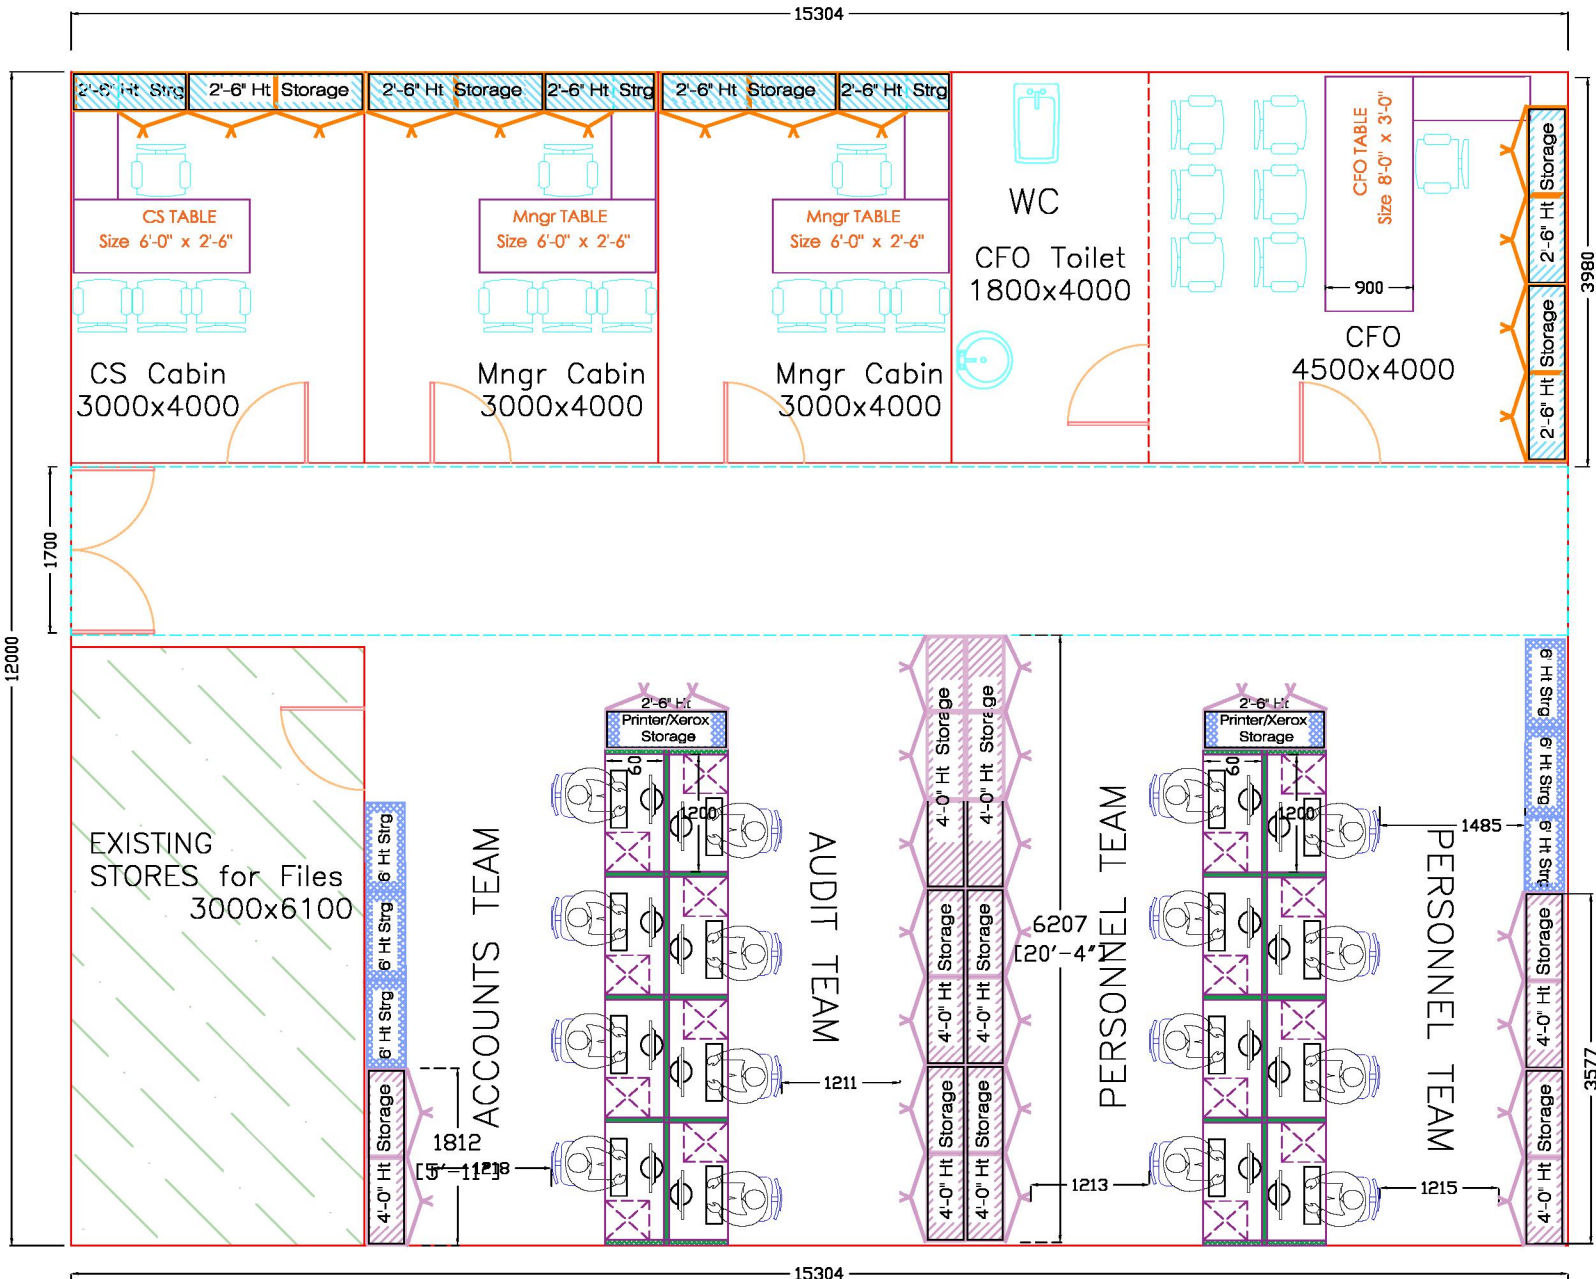 15304
2'-6" Ht Strg
2'-6" Ht Storage
2'-6" Ht Storage
2'-6" Ht Strg
2'-6" Ht Storage
2'-6" Ht Strg
CS TABLE
Size 6'-0" x 2'-6"
Mngr TABLE
Size 6'-0" x 2'-6"
Mngr TABLE
Size 6'-0" x 2'-6"
WC
CFO Toilet
1800x4000
CFO TABLE
Size 8'-0" x 3'-0"
900
CFO
4500x4000
2'-6" Ht Storage
2'-6" Ht Storage
3980
CS Cabin
3000x4000
Mngr Cabin
3000x4000
Mngr Cabin
3000x4000
1700
12000
EXISTING
STORES for Files
3000x6100
6' Ht Strg
6' Ht Strg
6' Ht Strg
4'-0" Ht Storage
1812
[5'-11"]
1218
ACCOUNTS TEAM
2'-6" Ht
Printer/Xerox
Storage
60
1200
AUDIT TEAM
1211
4'-0" Ht Storage
4'-0" Ht Storage
4'-0" Ht Storage
4'-0" Ht Storage
4'-0" Ht Storage
4'-0" Ht Storage
6207
[20'-4"]
PERSONNEL TEAM
1213
2'-6" Ht
Printer/Xerox
Storage
60
1200
1485
PERSONNEL TEAM
1215
6' Ht Strg
6' Ht Strg
6' Ht Strg
4'-0" Ht Storage
4'-0" Ht Storage
3577
15304